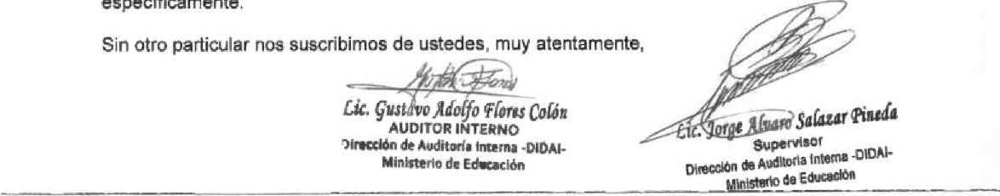 específicamente.
Sin otro particular nos suscribimos de ustedes, muy atentamente,
Lic. Gustavo Adolfo Flores Colón
AUDITOR INTERNO
Dirección de Auditoría Interna -DIDAI-
Ministerio de Educación
Lic. Jorge Alvaro Salazar Pineda
Supervisor
Dirección de Auditoría Interna -DIDAI-
Ministerio de Educación